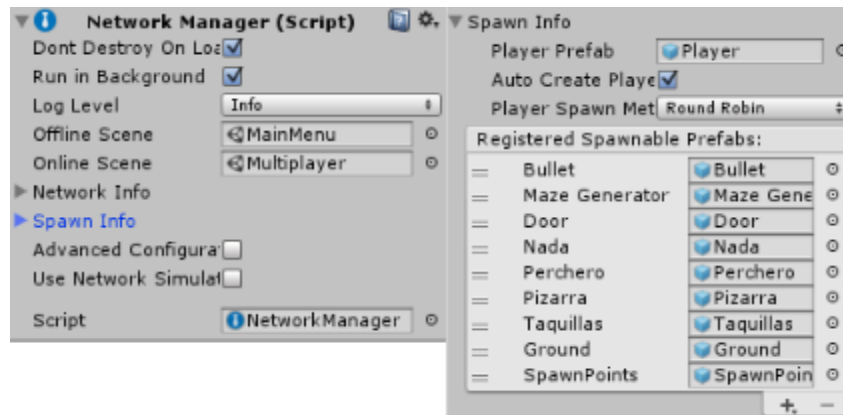 Network Manager (Script)
Dont Destroy On Loa
Run in Background
Log Level Info
Offline Scene MainMenu
Online Scene Multiplayer
Network Info
Spawn Info
Advanced Configura
Use Network Simulat
Script NetworkManager
Spawn Info
Player Prefab Player
Auto Create Playe
Player Spawn Met Round Robin
Registered Spawnable Prefabs:
Bullet Bullet
Maze Generator Maze Gene
Door Door
Nada Nada
Perchero Perchero
Pizarra Pizarra
Taquillas Taquillas
Ground Ground
SpawnPoints SpawnPoin